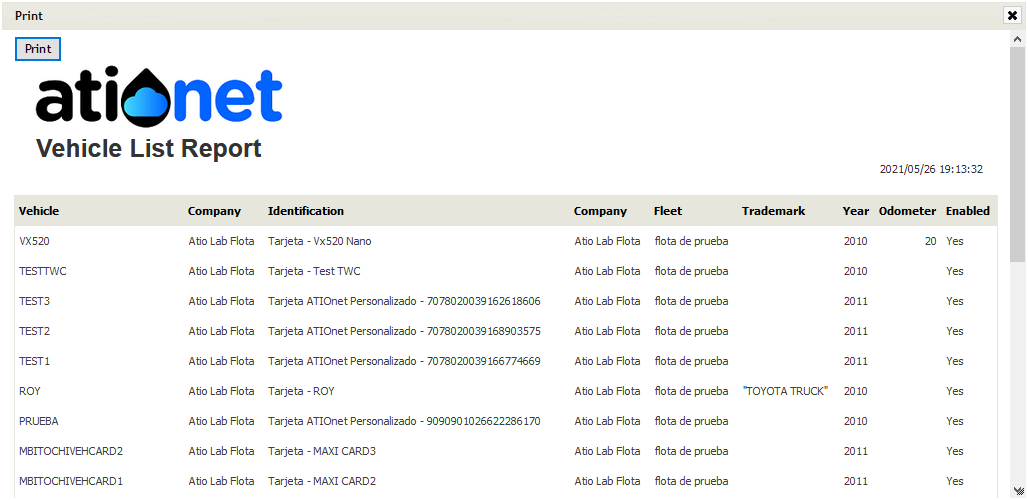 Print
Print
ationet
Vehicle List Report
2021/05/26 19:13:32
Vehicle Company Identification Company Fleet Trademark Year Odometer Enabled
VX520 Atio Lab Flota Tarjeta - Vx520 Nano Atio Lab Flota flota de prueba 2010 20 Yes
TESTTWC Atio Lab Flota Tarjeta - Test TWC Atio Lab Flota flota de prueba 2010 Yes
TEST3 Atio Lab Flota Tarjeta ATIOnet Personalizado - 7078020039162618606 Atio Lab Flota flota de prueba 2011 Yes
TEST2 Atio Lab Flota Tarjeta ATIOnet Personalizado - 7078020039168903575 Atio Lab Flota flota de prueba 2011 Yes
TEST1 Atio Lab Flota Tarjeta ATIOnet Personalizado - 7078020039166774669 Atio Lab Flota flota de prueba 2011 Yes
ROY Atio Lab Flota Tarjeta - ROY Atio Lab Flota flota de prueba "TOYOTA TRUCK" 2010 Yes
PRUEBA Atio Lab Flota Tarjeta ATIOnet Personalizado - 9090901026622286170 Atio Lab Flota flota de prueba 2010 Yes
MBITOCHIVEHCARD2 Atio Lab Flota Tarjeta - MAXI CARD3 Atio Lab Flota flota de prueba 2011 Yes
MBITOCHIVEHCARD1 Atio Lab Flota Tarjeta - MAXI CARD2 Atio Lab Flota flota de prueba 2011 Yes